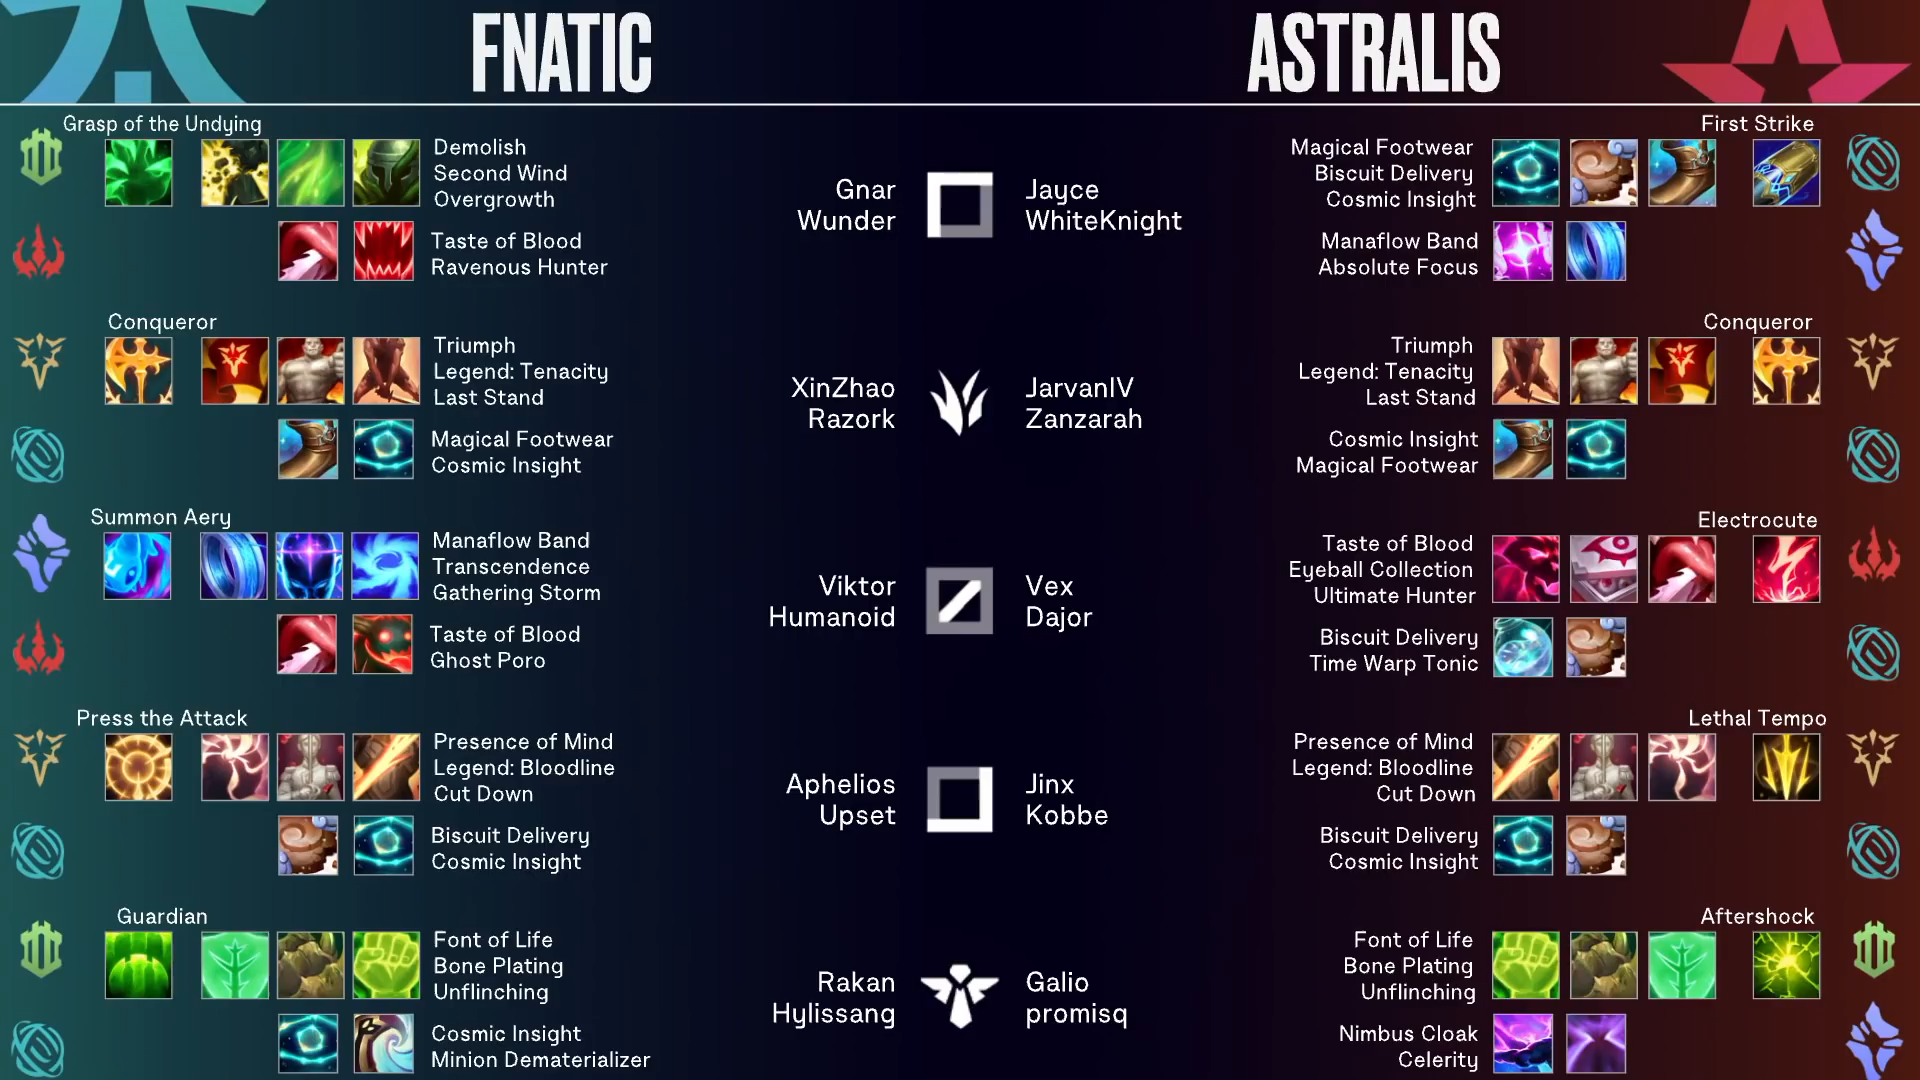 FNATIC
ASTRALIS
Grasp of the Undying
Demolish
Second Wind
Overgrowth
Taste of Blood
Ravenous Hunter
Gnar
Wunder
Jayce
WhiteKnight
First Strike
Magical Footwear
Biscuit Delivery
Cosmic Insight
Manaflow Band
Absolute Focus
Conqueror
Triumph
Legend: Tenacity
Last Stand
Magical Footwear
Cosmic Insight
XinZhao
Razork
JarvanIV
Zanzarah
Conqueror
Triumph
Legend: Tenacity
Last Stand
Cosmic Insight
Magical Footwear
Summon Aery
Manaflow Band
Transcendence
Gathering Storm
Taste of Blood
Ghost Poro
Viktor
Humanoid
Vex
Dajor
Electrocute
Taste of Blood
Eyeball Collection
Ultimate Hunter
Biscuit Delivery
Time Warp Tonic
Press the Attack
Presence of Mind
Legend: Bloodline
Cut Down
Biscuit Delivery
Cosmic Insight
Aphelios
Upset
Jinx
Kobbe
Lethal Tempo
Presence of Mind
Legend: Bloodline
Cut Down
Biscuit Delivery
Cosmic Insight
Guardian
Font of Life
Bone Plating
Unflinching
Cosmic Insight
Minion Dematerializer
Rakan
Hylissang
Galio
promisq
Aftershock
Font of Life
Bone Plating
Unflinching
Nimbus Cloak
Celerity